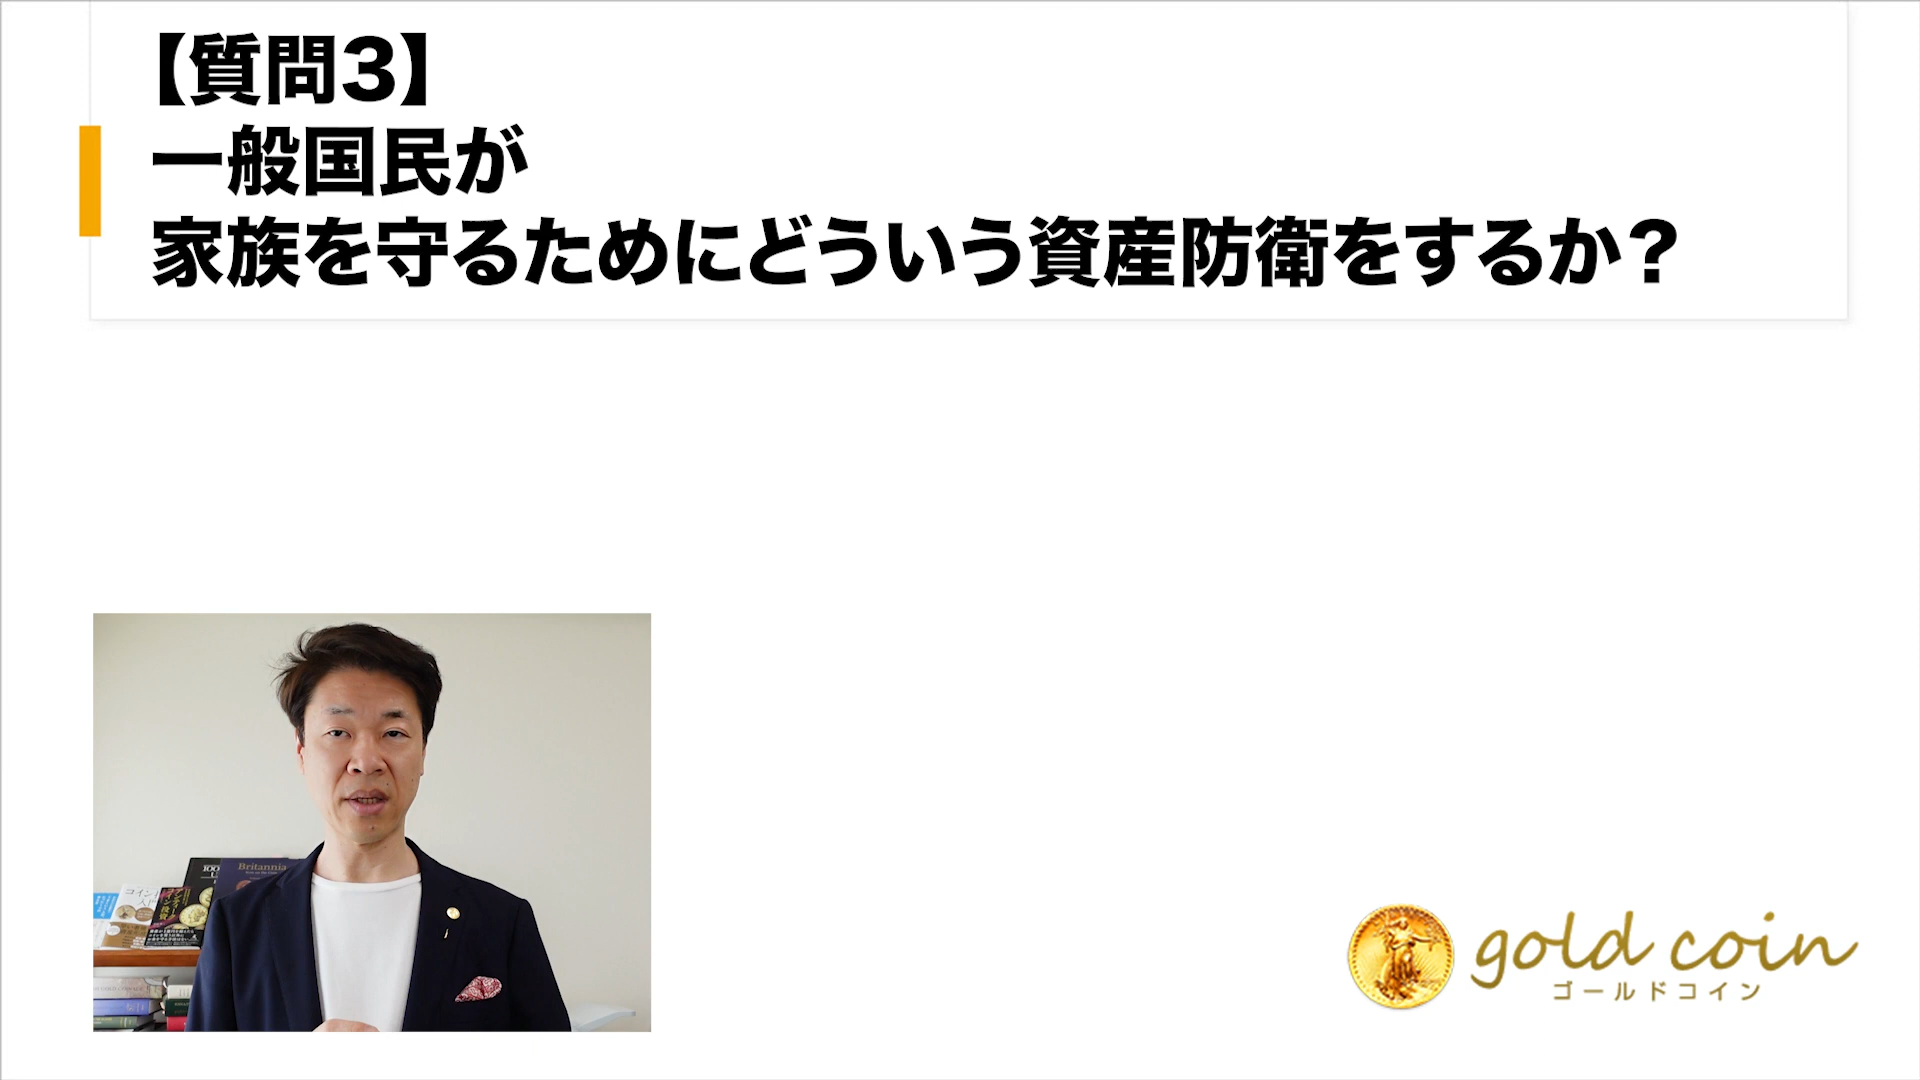 【質問3】
一般国民が
家族を守るためにどういう資産防衛をするか？
Britannia
gold coin
ゴールドコイン